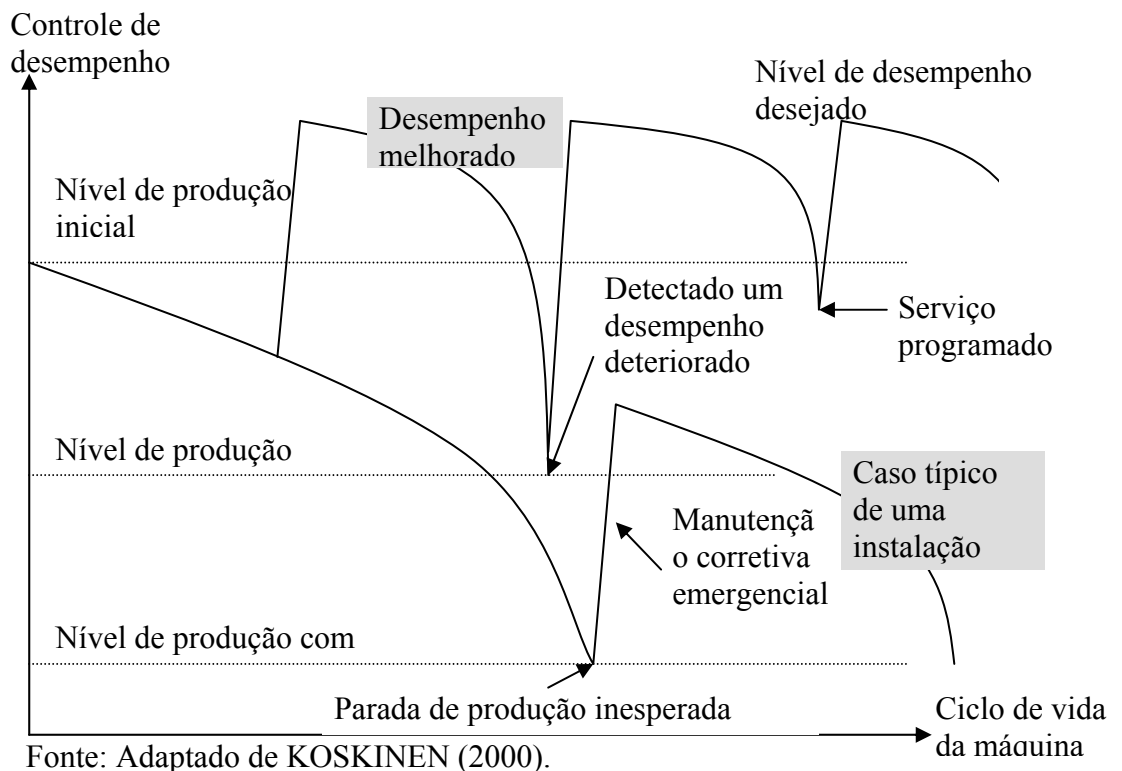 Controle de
desempenho
Nível de desempenho
desejado
Desempenho
melhorado
Nível de produção
inicial
Detectado um
desempenho
deteriorado
Serviço
programado
Nível de produção
Caso típico
de uma
instalação
Manutençã
o corretiva
emergencial
Nível de produção com
Parada de produção inesperada
Ciclo de vida
da máquina
Fonte: Adaptado de KOSKINEN (2000).